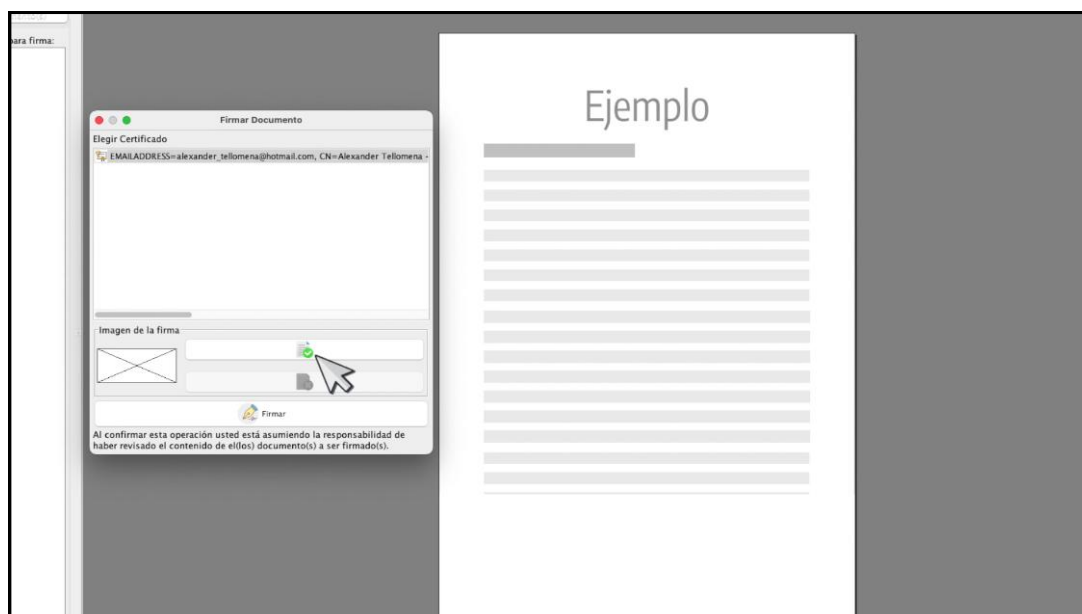 para firma:
Firmar Documento
Elegir Certificado
EMAILADDRESS=alexander_tellomena@hotmail.com, CN=Alexander Tellomena -
Imagen de la firma
Firmar
Al confirmar esta operación usted está asumiendo la responsabilidad de
haber revisado el contenido de el(los) documento(s) a ser firmado(s).
Ejemplo